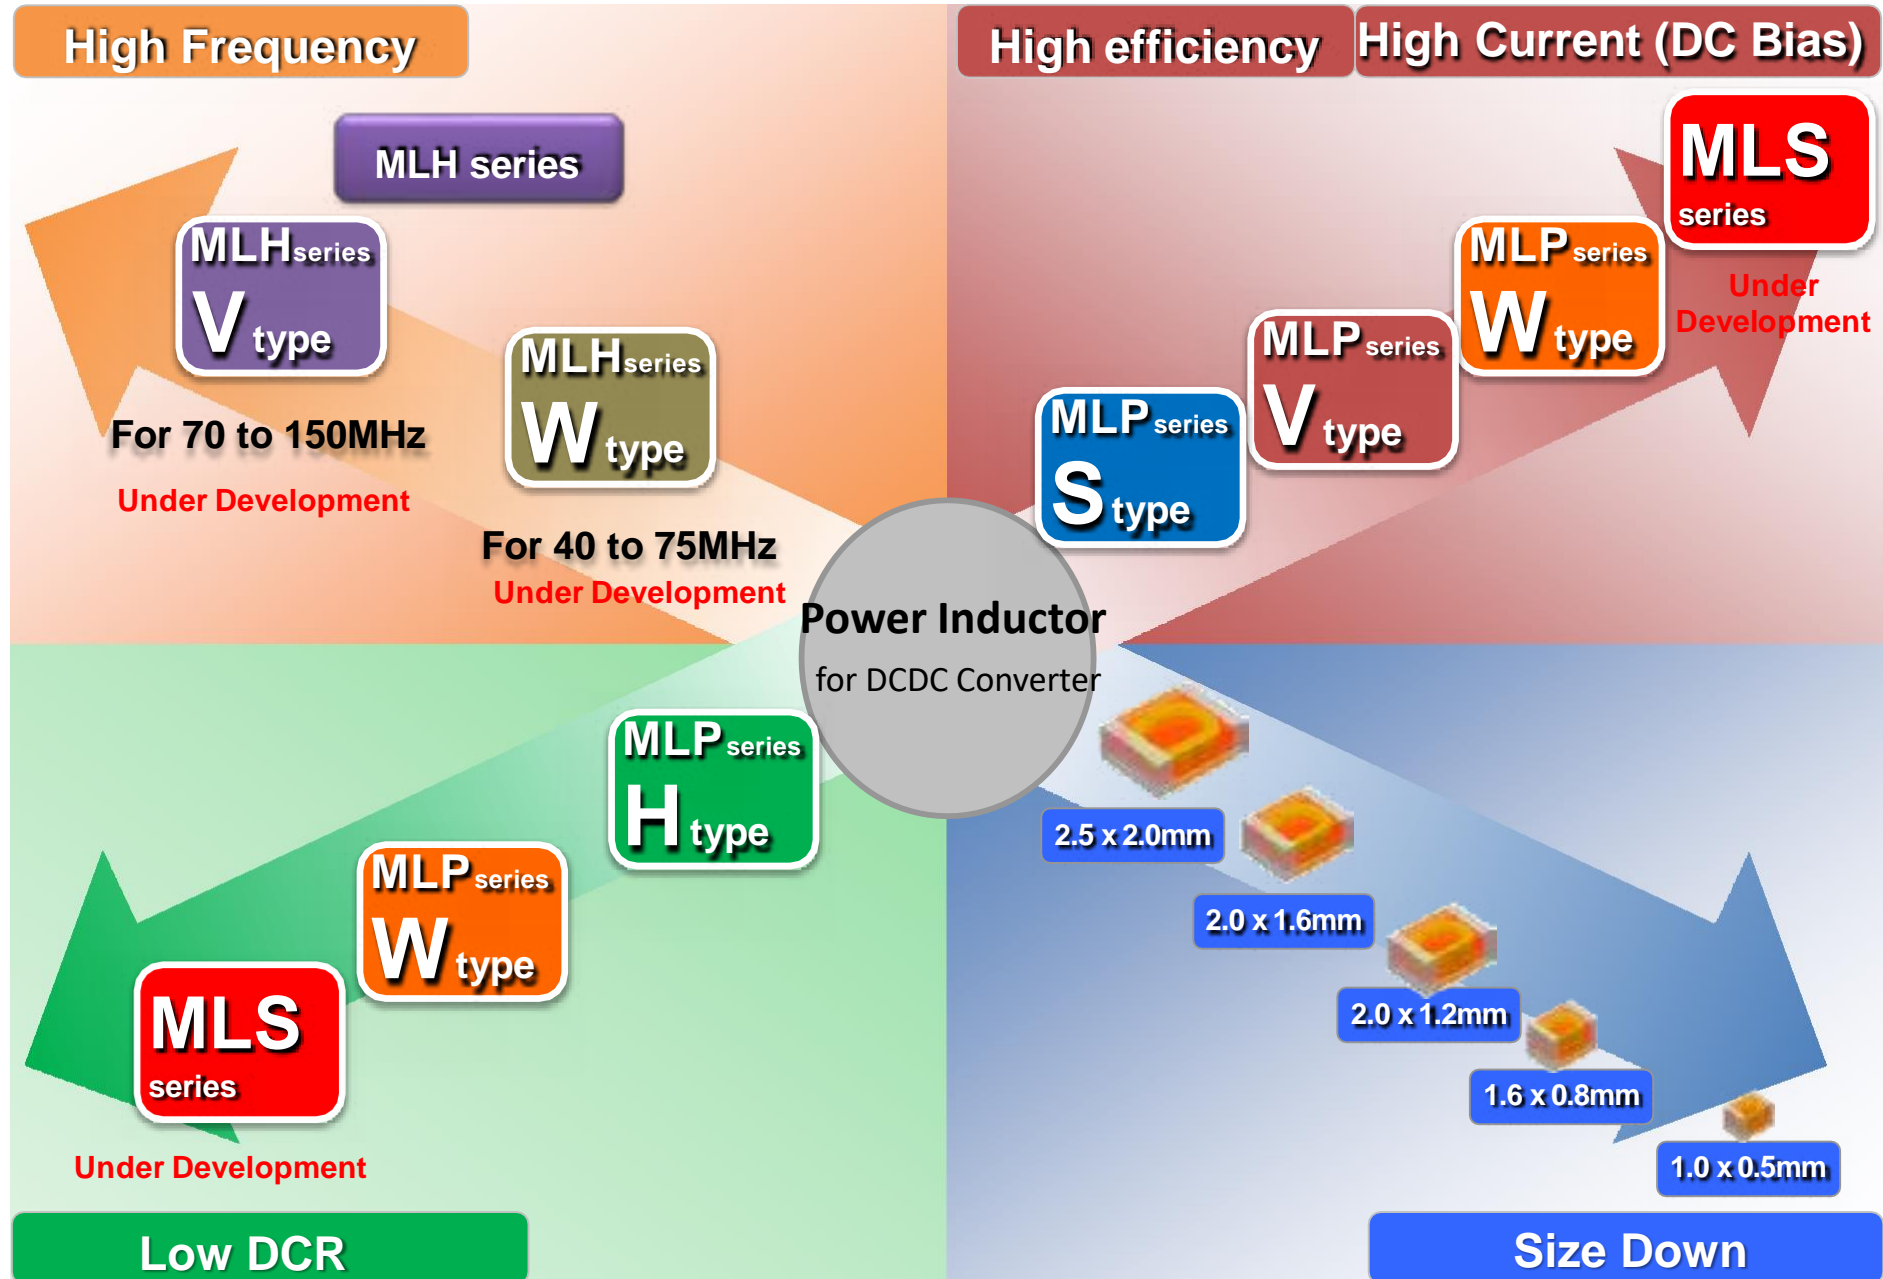 High Frequency
High efficiency
High Current (DC Bias)
MLH series
MLH series
V type
For 70 to 150MHz
Under Development
MLH series
W type
For 40 to 75MHz
Under Development
MLS
series
Under
Development
MLP series
W type
MLP series
V type
MLP series
S type
Power Inductor
for DCDC Converter
MLP series
H type
MLP series
W type
MLS
series
Under Development
Low DCR
2.5 x 2.0mm
2.0 x 1.6mm
2.0 x 1.2mm
1.6 x 0.8mm
1.0 x 0.5mm
Size Down